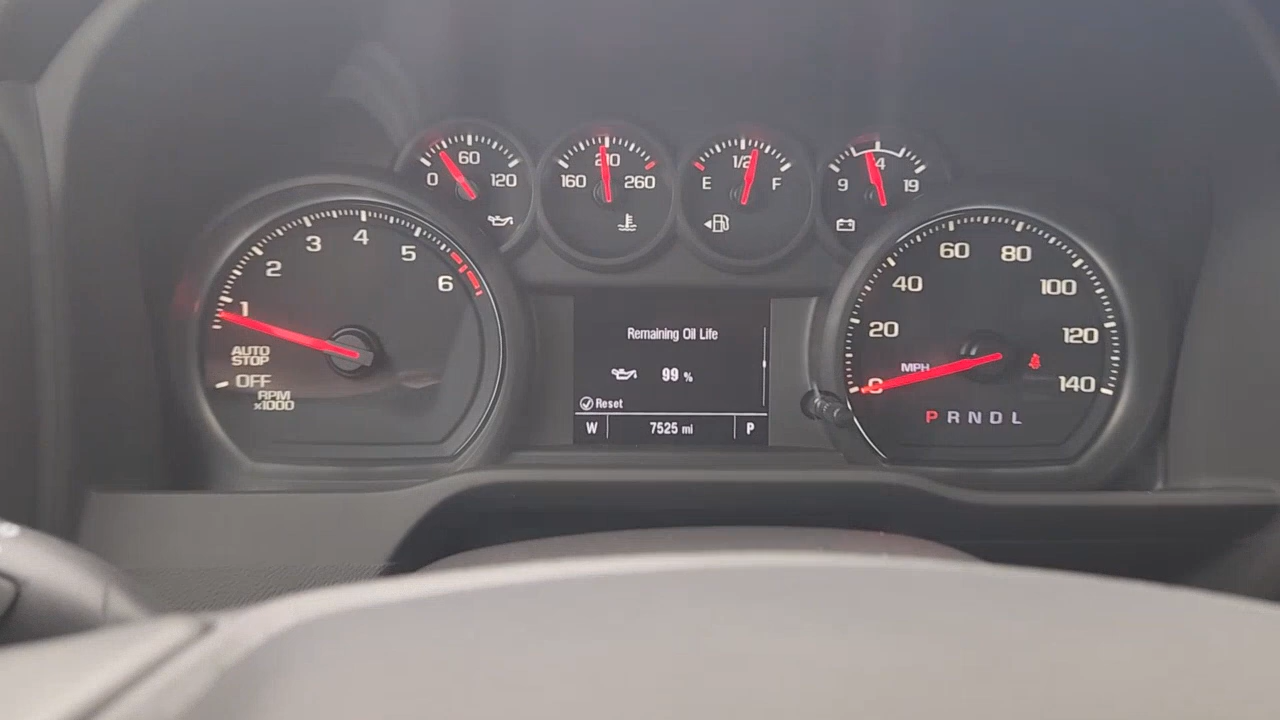 0 60 120
160 210 260
E 1/2 F
9 14 19
1 2 3 4 5 6
AUTO
STOP
OFF
RPM
x1000
Remaining Oil Life
99 %
Reset
W 7525 mi P
0 20 40 60 80 100 120 140
MPH
P R N D L